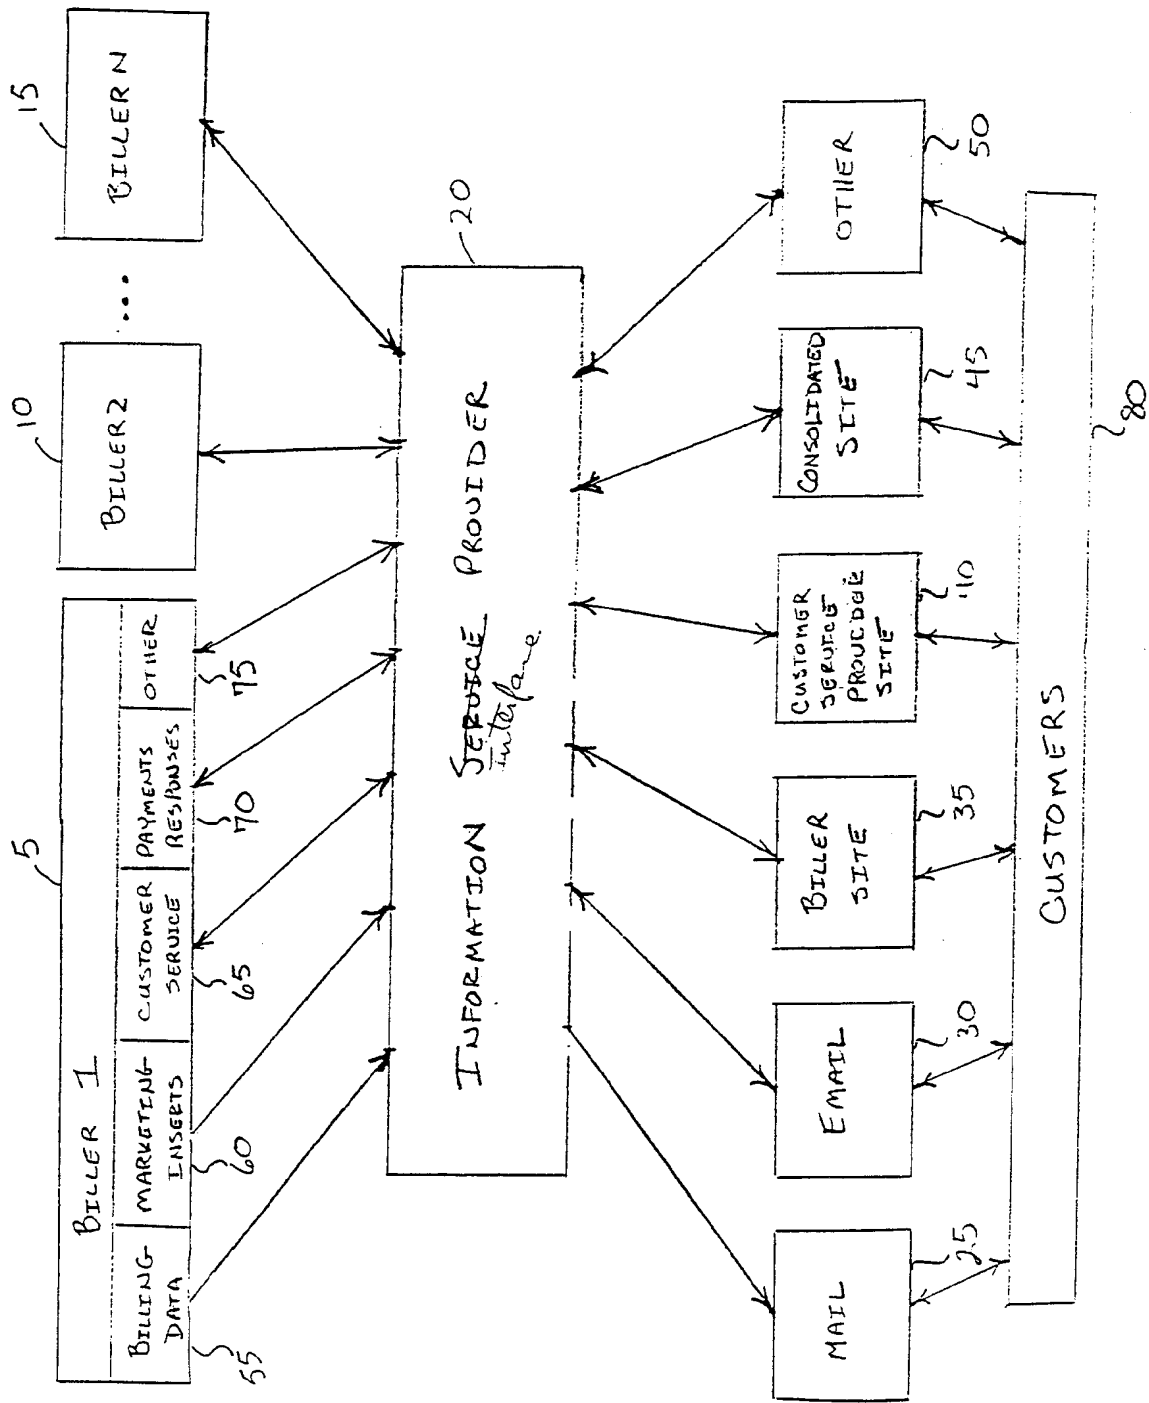 5
10
15
BILLER 1
BILLER 2
...
BILLER N
BILLING
DATA
MARKETING
INSERTS
CUSTOMER
SERVICE
PAYMENTS
RESPONSES
OTHER
55
60
65
70
75
20
INFORMATION SERVICE PROVIDER
interface
MAIL
EMAIL
BILLER
SITE
CUSTOMER
SERVICE
PROVIDER
SITE
CONSOLIDATED
SITE
OTHER
25
30
35
40
45
50
CUSTOMERS
80